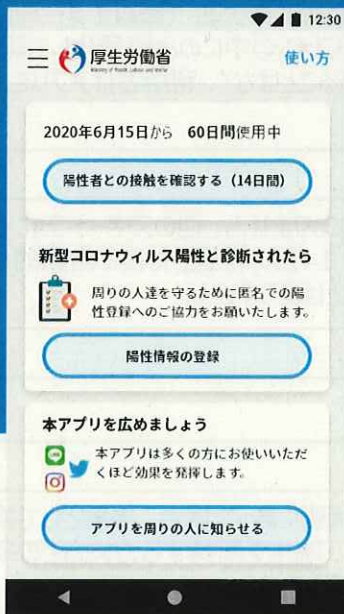 12:30
厚生労働省
Ministry of Health, Labour and Welfare
使い方
2020年6月15日から 60日間使用中
陽性者との接触を確認する（14日間）
新型コロナウィルス陽性と診断されたら
周りの人達を守るために匿名での陽
性登録へのご協力をお願いたします。
陽性情報の登録
本アプリを広めましょう
本アプリは多くの方にお使いいただ
くほど効果を発揮します。
アプリを周りの人に知らせる